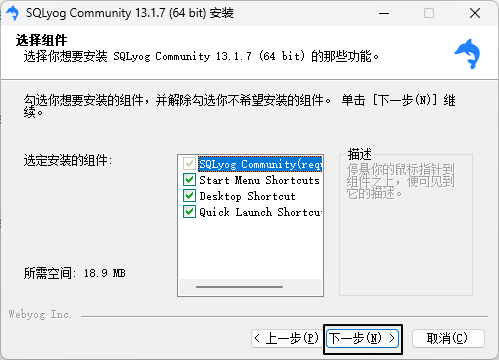 SQLyog Community 13.1.7 (64 bit) 安装
选择组件
选择你想要安装 SQLyog Community 13.1.7 (64 bit) 的那些功能。
勾选你想要安装的组件，并解除勾选你不希望安装的组件。 单击 [下一步(N)] 继
续。
选定安装的组件:
SQLyog Community(req
Start Menu Shortcuts
Desktop Shortcut
Quick Launch Shortcu
描述
停悬你的鼠标指针到
组件之上，便可见到
它的描述。
所需空间: 18.9 MB
Webyog Inc.
< 上一步(P)
下一步(N) >
取消(C)